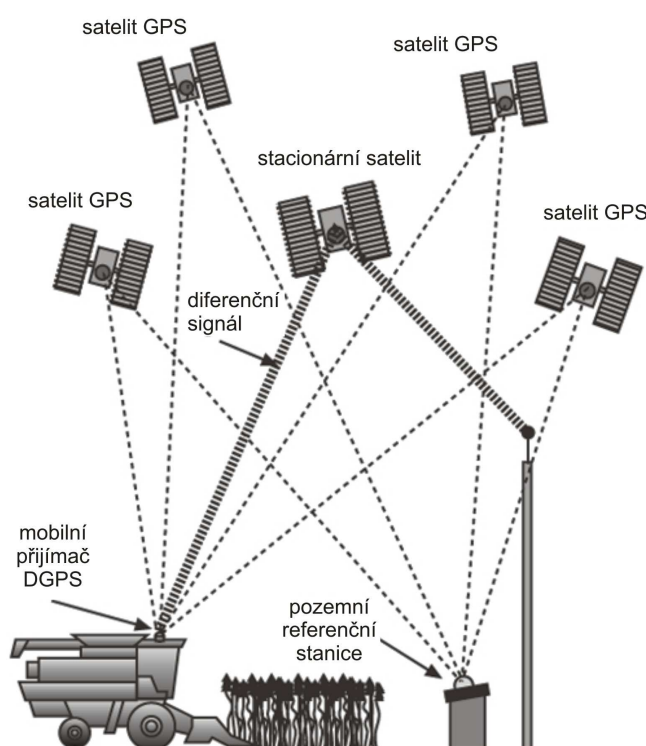 satelit GPS
satelit GPS
stacionární satelit
satelit GPS
satelit GPS
diferenční
signál
mobilní
přijímač
DGPS
pozemní
referenční
stanice